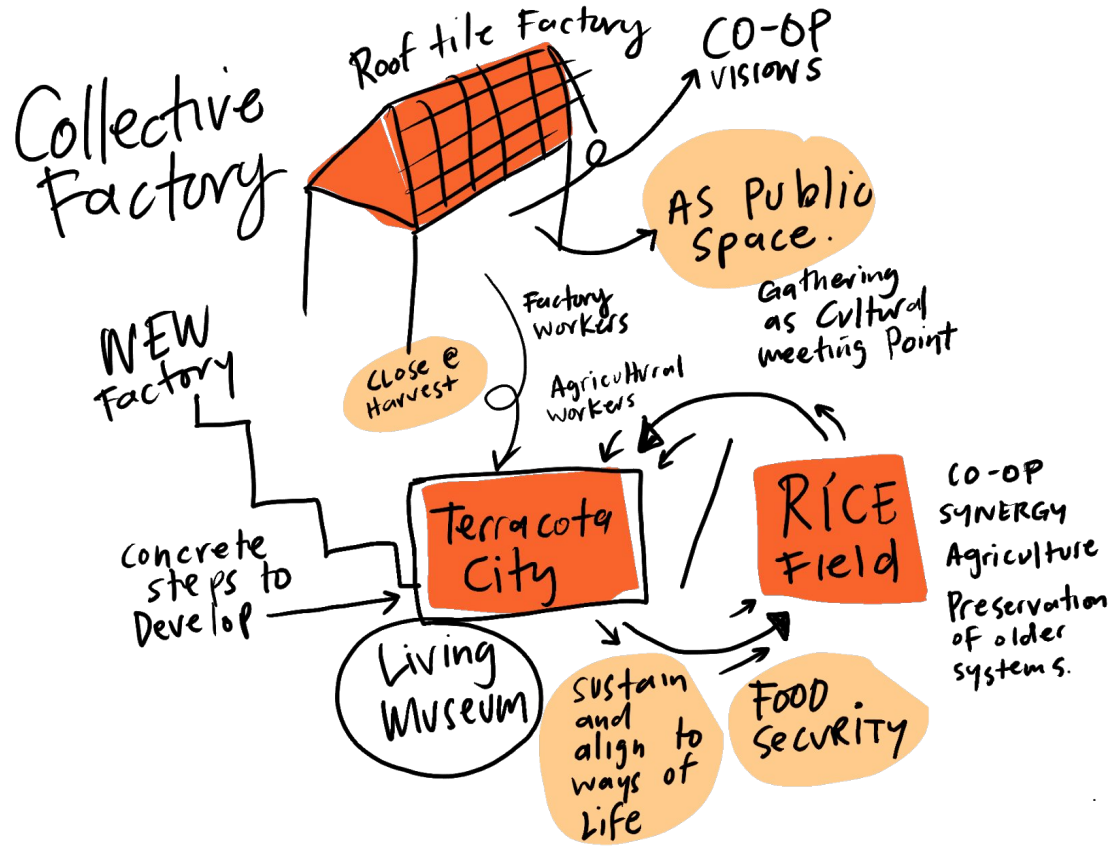 Collective
Factory
Roof tile Factory
CO-OP
VISIONS
AS PUBLIC
SPACE.
Gathering
as Cultural
meeting Point
Factory
workers
Agricultural
workers
CLOSE @
Harvest
NEW
Factory
Concrete
steps to
Develop
Terracota
City
Living
Museum
RICE
Field
CO-OP
SYNERGY
Agriculture
Preservation
of older
systems.
sustain
and
align to
ways of
Life
FOOD
SECURITY